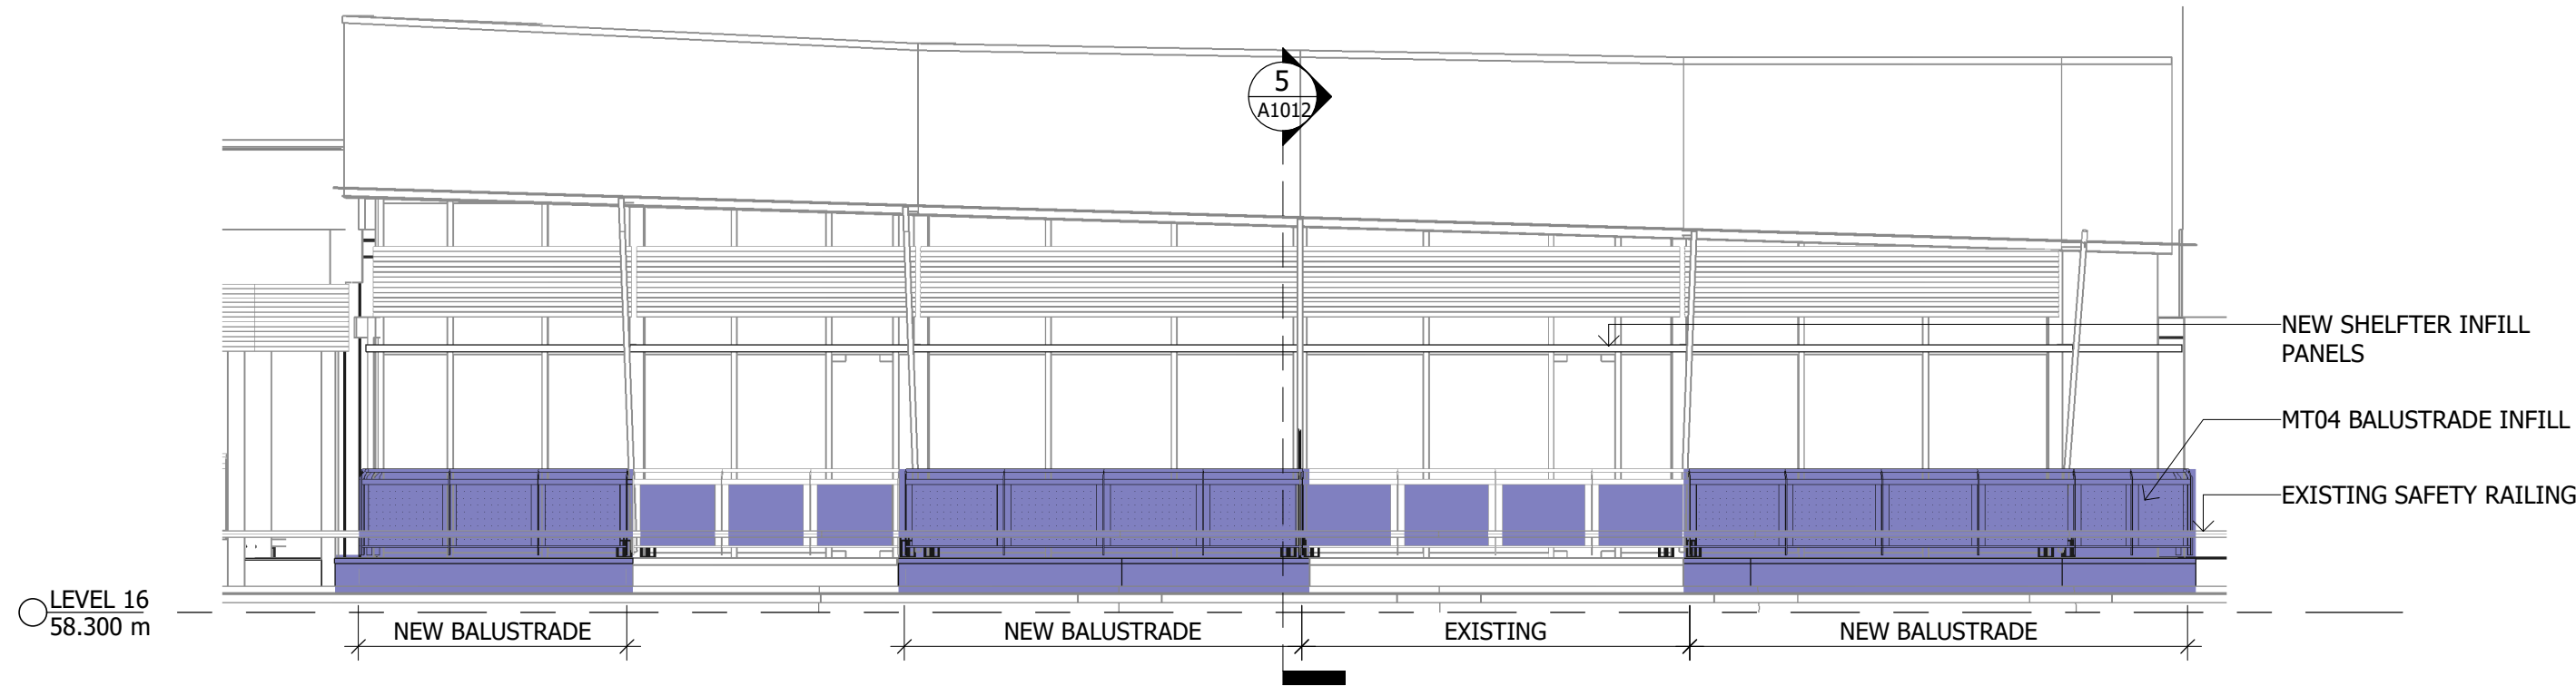 5
A1012
NEW SHELFTER INFILL
PANELS
MT04 BALUSTRADE INFILL
EXISTING SAFETY RAILING
LEVEL 16
58.300 m
NEW BALUSTRADE
NEW BALUSTRADE
EXISTING
NEW BALUSTRADE